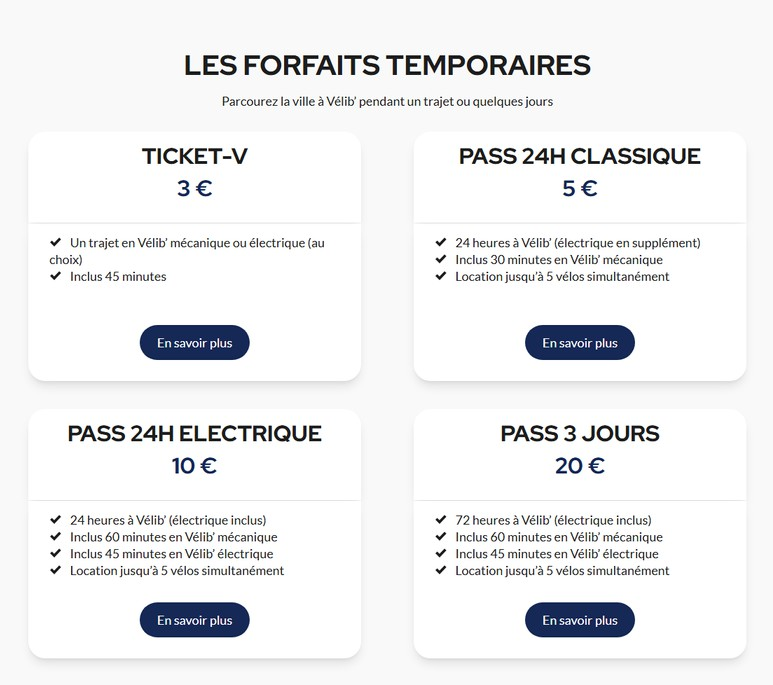 LES FORFAITS TEMPORAIRES
Parcourez la ville à Vélib’ pendant un trajet ou quelques jours
TICKET-V
3 €
Un trajet en Vélib’ mécanique ou électrique (au
choix)
Inclus 45 minutes
En savoir plus
PASS 24H CLASSIQUE
5 €
24 heures à Vélib’ (électrique en supplément)
Inclus 30 minutes en Vélib’ mécanique
Location jusqu’à 5 vélos simultanément
En savoir plus
PASS 24H ELECTRIQUE
10 €
24 heures à Vélib’ (électrique inclus)
Inclus 60 minutes en Vélib’ mécanique
Inclus 45 minutes en Vélib’ électrique
Location jusqu’à 5 vélos simultanément
En savoir plus
PASS 3 JOURS
20 €
72 heures à Vélib’ (électrique inclus)
Inclus 60 minutes en Vélib’ mécanique
Inclus 45 minutes en Vélib’ électrique
Location jusqu’à 5 vélos simultanément
En savoir plus